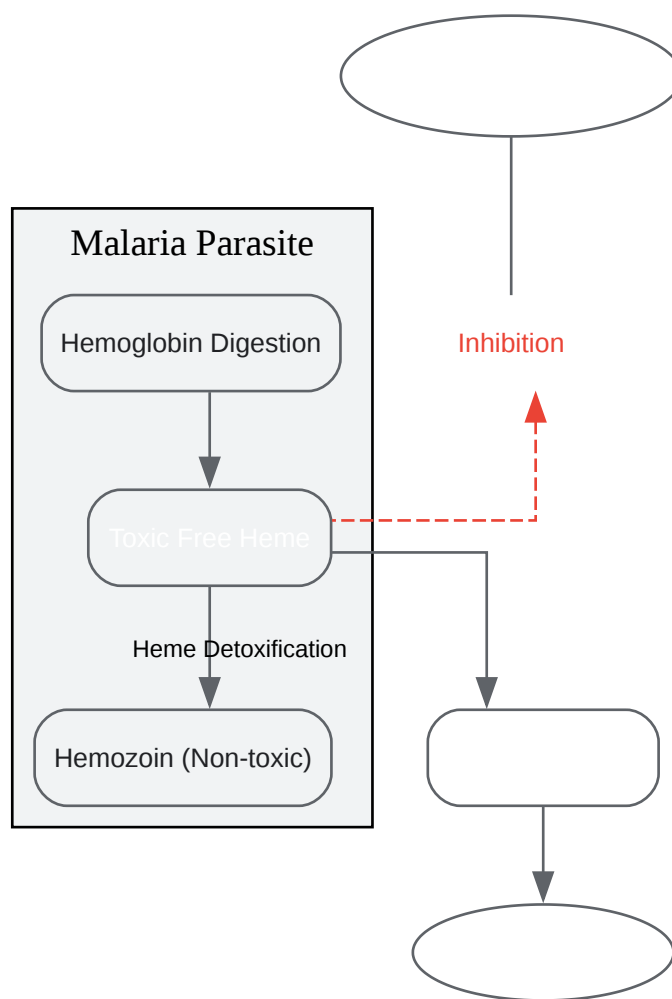 Malaria Parasite
Hemoglobin Digestion
Inhibition
Toxic Free Heme
Heme Detoxification
Hemozoin (Non-toxic)